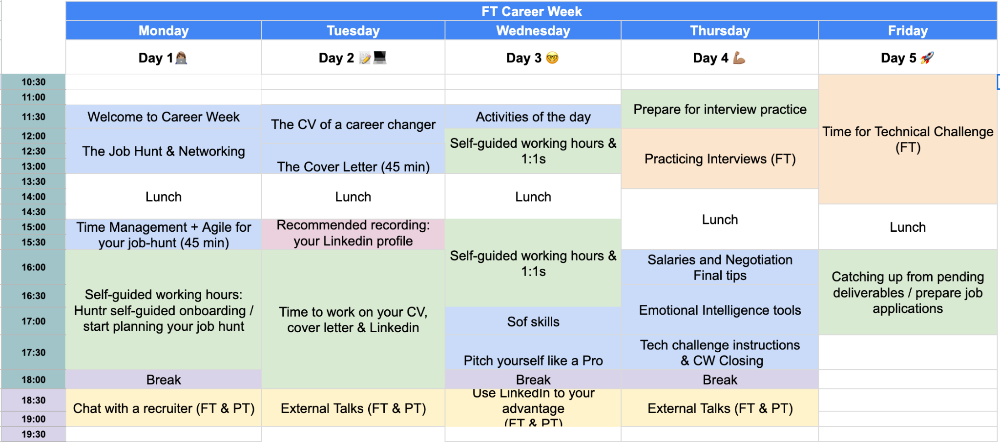 FT Career Week
Monday Tuesday Wednesday Thursday Friday
Day 1 Day 2 Day 3 Day 4 Day 5
10:30
11:00
11:30
12:00
12:30
13:00
13:30
14:00
14:30
15:00
15:30
16:00
16:30
17:00
17:30
18:00
18:30
19:00
19:30
Welcome to Career Week
The Job Hunt & Networking
Lunch
Time Management + Agile for
your job-hunt (45 min)
Self-guided working hours:
Huntr self-guided onboarding /
start planning your job hunt
Break
Chat with a recruiter (FT & PT)
The CV of a career changer
The Cover Letter (45 min)
Lunch
Recommended recording:
your Linkedin profile
Time to work on your CV,
cover letter & Linkedin
External Talks (FT & PT)
Activities of the day
Self-guided working hours &
1:1s
Lunch
Self-guided working hours &
1:1s
Sof skills
Pitch yourself like a Pro
Break
Use LinkedIn to your
advantage
(FT & PT)
Prepare for interview practice
Practicing Interviews (FT)
Lunch
Salaries and Negotiation
Final tips
Emotional Intelligence tools
Tech challenge instructions
& CW Closing
Break
External Talks (FT & PT)
Time for Technical Challenge
(FT)
Lunch
Catching up from pending
deliverables / prepare job
applications